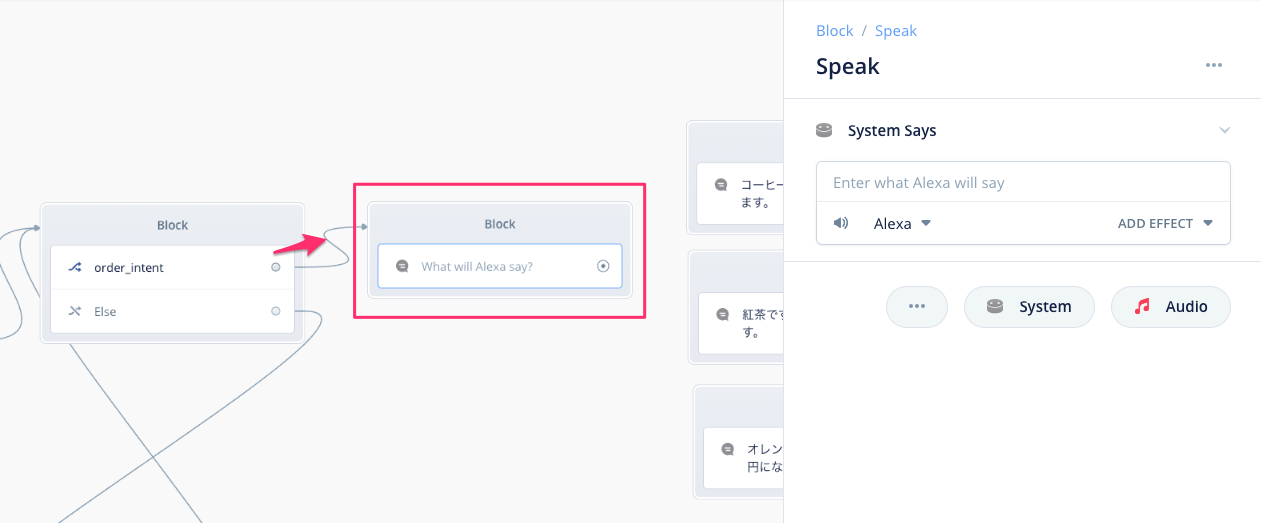 Block
order_intent
Else
Block
What will Alexa say?
コーヒー
ます。
紅茶です
す。
オレン
円にな
Block / Speak
Speak
System Says
Enter what Alexa will say
Alexa
ADD EFFECT
System
Audio